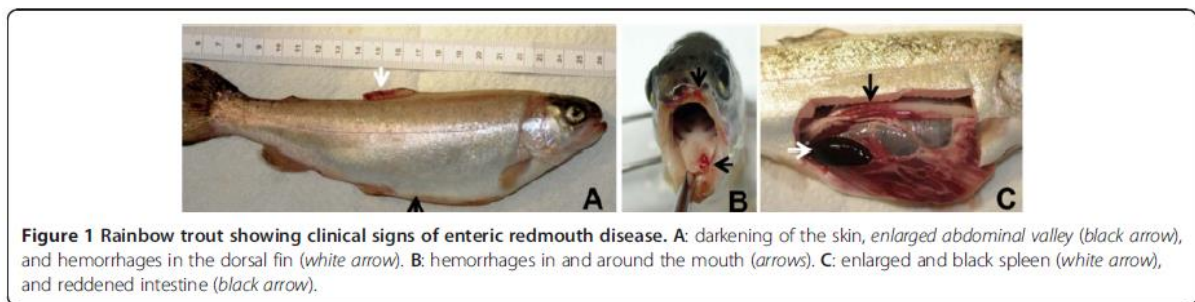 A
B
C
Figure 1 Rainbow trout showing clinical signs of enteric redmouth disease. A: darkening of the skin, enlarged abdominal valley (black arrow),
and hemorrhages in the dorsal fin (white arrow). B: hemorrhages in and around the mouth (arrows). C: enlarged and black spleen (white arrow),
and reddened intestine (black arrow).